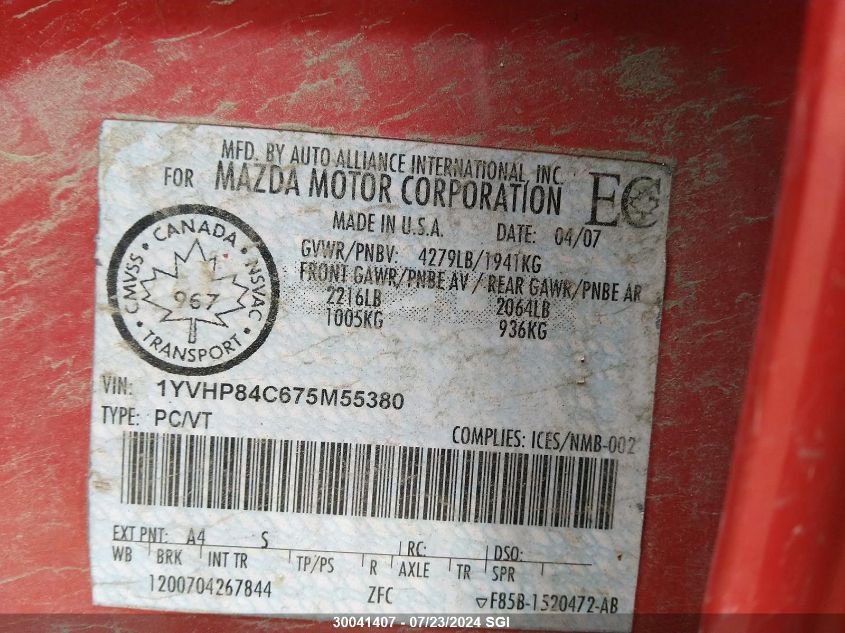 MFD. BY AUTO ALLIANCE INTERNATIONAL, INC.
FOR MAZDA MOTOR CORPORATION EC
MADE IN U.S.A. DATE: 04/07
GVWR/PNBV: 4279LB/1941KG
FRONT GAWR/PNBE AV / REAR GAWR/PNBE AR
2216LB 2064LB
1005KG 936KG
CANADA
CMVSS · NSVAC
1
967
TRANSPORT
VIN: 1YVHP84C675M55380
TYPE: PC/VT
COMPLIES: ICES/NMB-002
EXT PNT: A4 S RC: DSO:
WB BRK INT TR TP/PS R AXLE TR SPR
1200704267844 ZFC ▽F85B-1520472-AB
30041407 - 07/23/2024 SGI